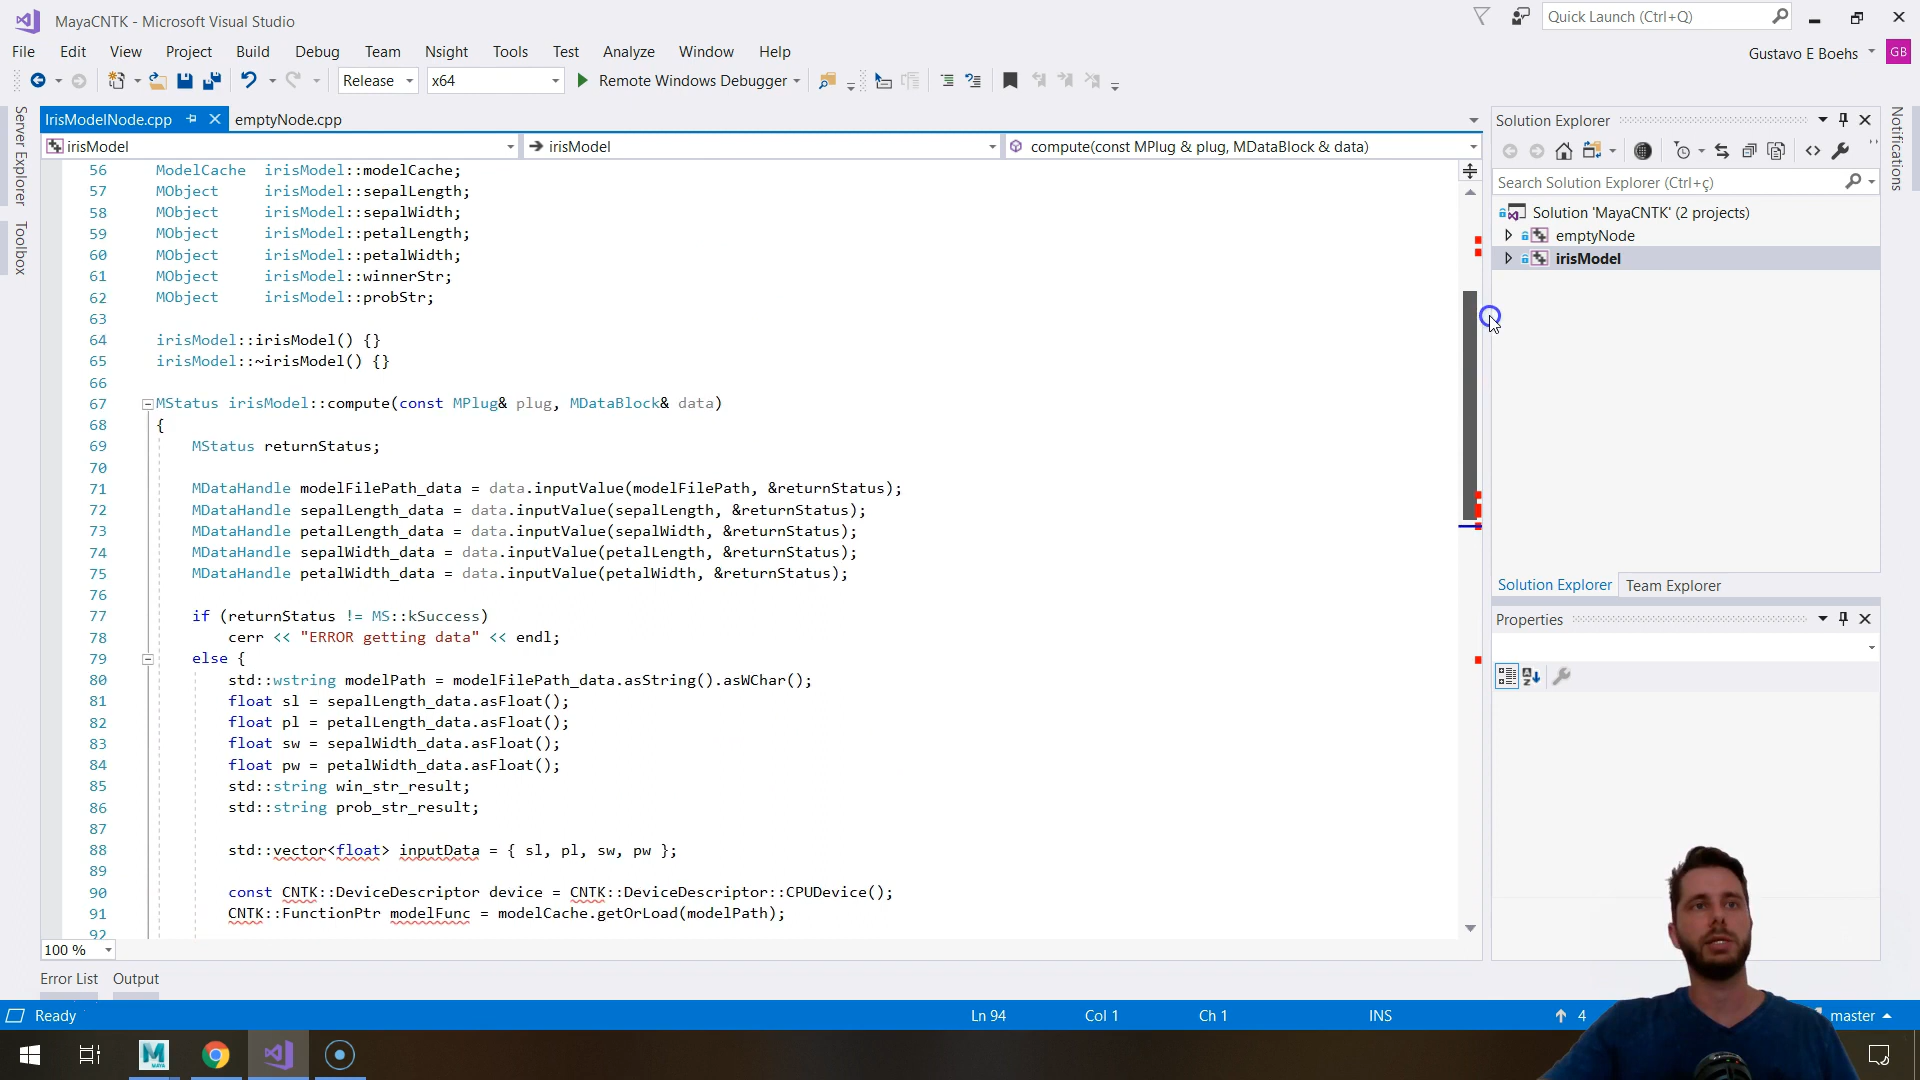 MayaCNTK - Microsoft Visual Studio
Quick Launch (Ctrl+Q)
File Edit View Project Build Debug Team Nsight Tools Test Analyze Window Help
Gustavo E Boehs GB
Release x64 Remote Windows Debugger
Server Explorer
Toolbox
IrisModelNode.cpp emptyNode.cpp
irisModel irisModel compute(const MPlug & plug, MDataBlock & data)
56 ModelCache irisModel::modelCache;
57 MObject irisModel::sepalLength;
58 MObject irisModel::sepalWidth;
59 MObject irisModel::petalLength;
60 MObject irisModel::petalWidth;
61 MObject irisModel::winnerStr;
62 MObject irisModel::probStr;
63
64 irisModel::irisModel() {}
65 irisModel::~irisModel() {}
66
67 MStatus irisModel::compute(const MPlug& plug, MDataBlock& data)
68 {
69 MStatus returnStatus;
70
71 MDataHandle modelFilePath_data = data.inputValue(modelFilePath, &returnStatus);
72 MDataHandle sepalLength_data = data.inputValue(sepalLength, &returnStatus);
73 MDataHandle petalLength_data = data.inputValue(sepalWidth, &returnStatus);
74 MDataHandle sepalWidth_data = data.inputValue(petalLength, &returnStatus);
75 MDataHandle petalWidth_data = data.inputValue(petalWidth, &returnStatus);
76
77 if (returnStatus != MS::kSuccess)
78 cerr << "ERROR getting data" << endl;
79 else {
80 std::wstring modelPath = modelFilePath_data.asString().asWChar();
81 float sl = sepalLength_data.asFloat();
82 float pl = petalLength_data.asFloat();
83 float sw = sepalWidth_data.asFloat();
84 float pw = petalWidth_data.asFloat();
85 std::string win_str_result;
86 std::string prob_str_result;
87
88 std::vector<float> inputData = { sl, pl, sw, pw };
89
90 const CNTK::DeviceDescriptor device = CNTK::DeviceDescriptor::CPUDevice();
91 CNTK::FunctionPtr modelFunc = modelCache.getOrLoad(modelPath);
92
100 %
Solution Explorer
Search Solution Explorer (Ctrl+ç)
Solution 'MayaCNTK' (2 projects)
emptyNode
irisModel
Solution Explorer Team Explorer
Properties
Notifications
Error List Output
Ready Ln 94 Col 1 Ch 1 INS 4 master
MAYA